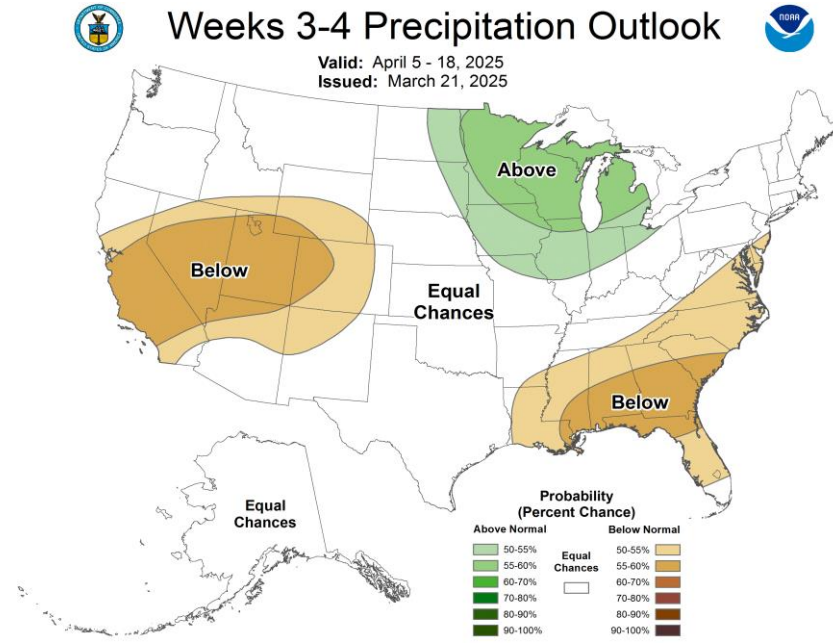 Weeks 3-4 Precipitation Outlook
NOAA
Valid: April 5 - 18, 2025
Issued: March 21, 2025
Above
Below
Equal
Chances
Below
Equal
Chances
Probability
(Percent Chance)
Above Normal
Below Normal
50-55%
55-60%
60-70%
70-80%
80-90%
90-100%
Equal
Chances
50-55%
55-60%
60-70%
70-80%
80-90%
90-100%